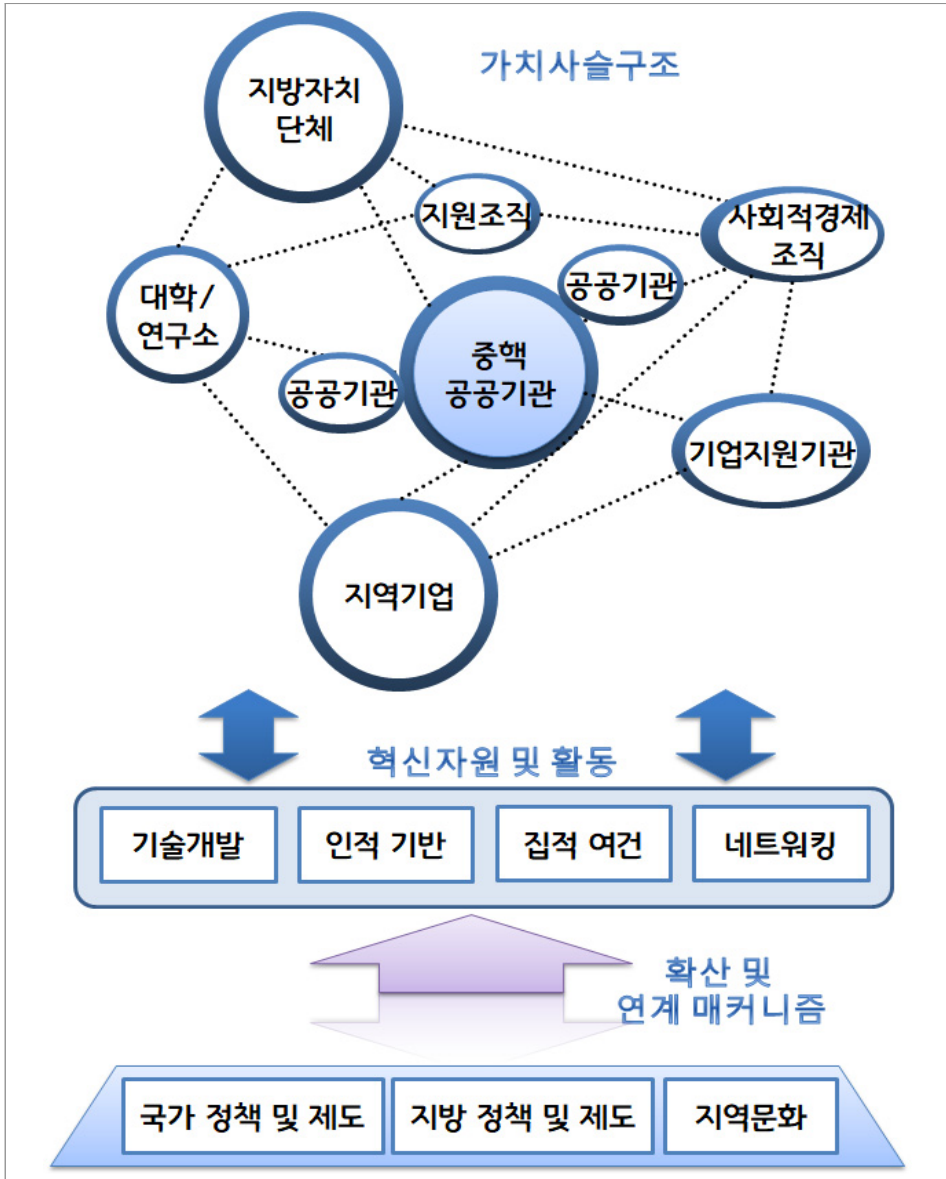 가치사슬구조
지방자치
단체
지원조직
사회적경제
조직
공공기관
대학/
연구소
중핵
공공기관
공공기관
기업지원기관
지역기업
혁신자원 및 활동
기술개발
인적 기반
집적 여건
네트워킹
확산 및
연계 매커니즘
국가 정책 및 제도
지방 정책 및 제도
지역문화